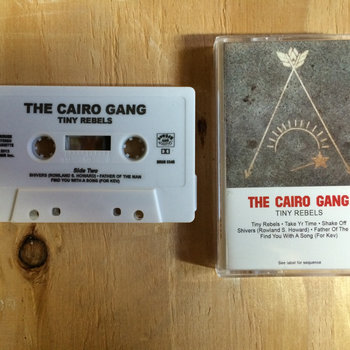 THE CAIRO GANG
TINY REBELS
Side Two
SHIVERS (ROWLAND S. HOWARD) • FATHER OF THE MAN
FIND YOU WITH A SONG (FOR KEV)
THE CAIRO GANG
TINY REBELS
Tiny Rebels • Take Yr Time • Shake Off
Shivers (Rowland S. Howard) • Father Of The
Find You With A Song (For Kev)
See label for sequence